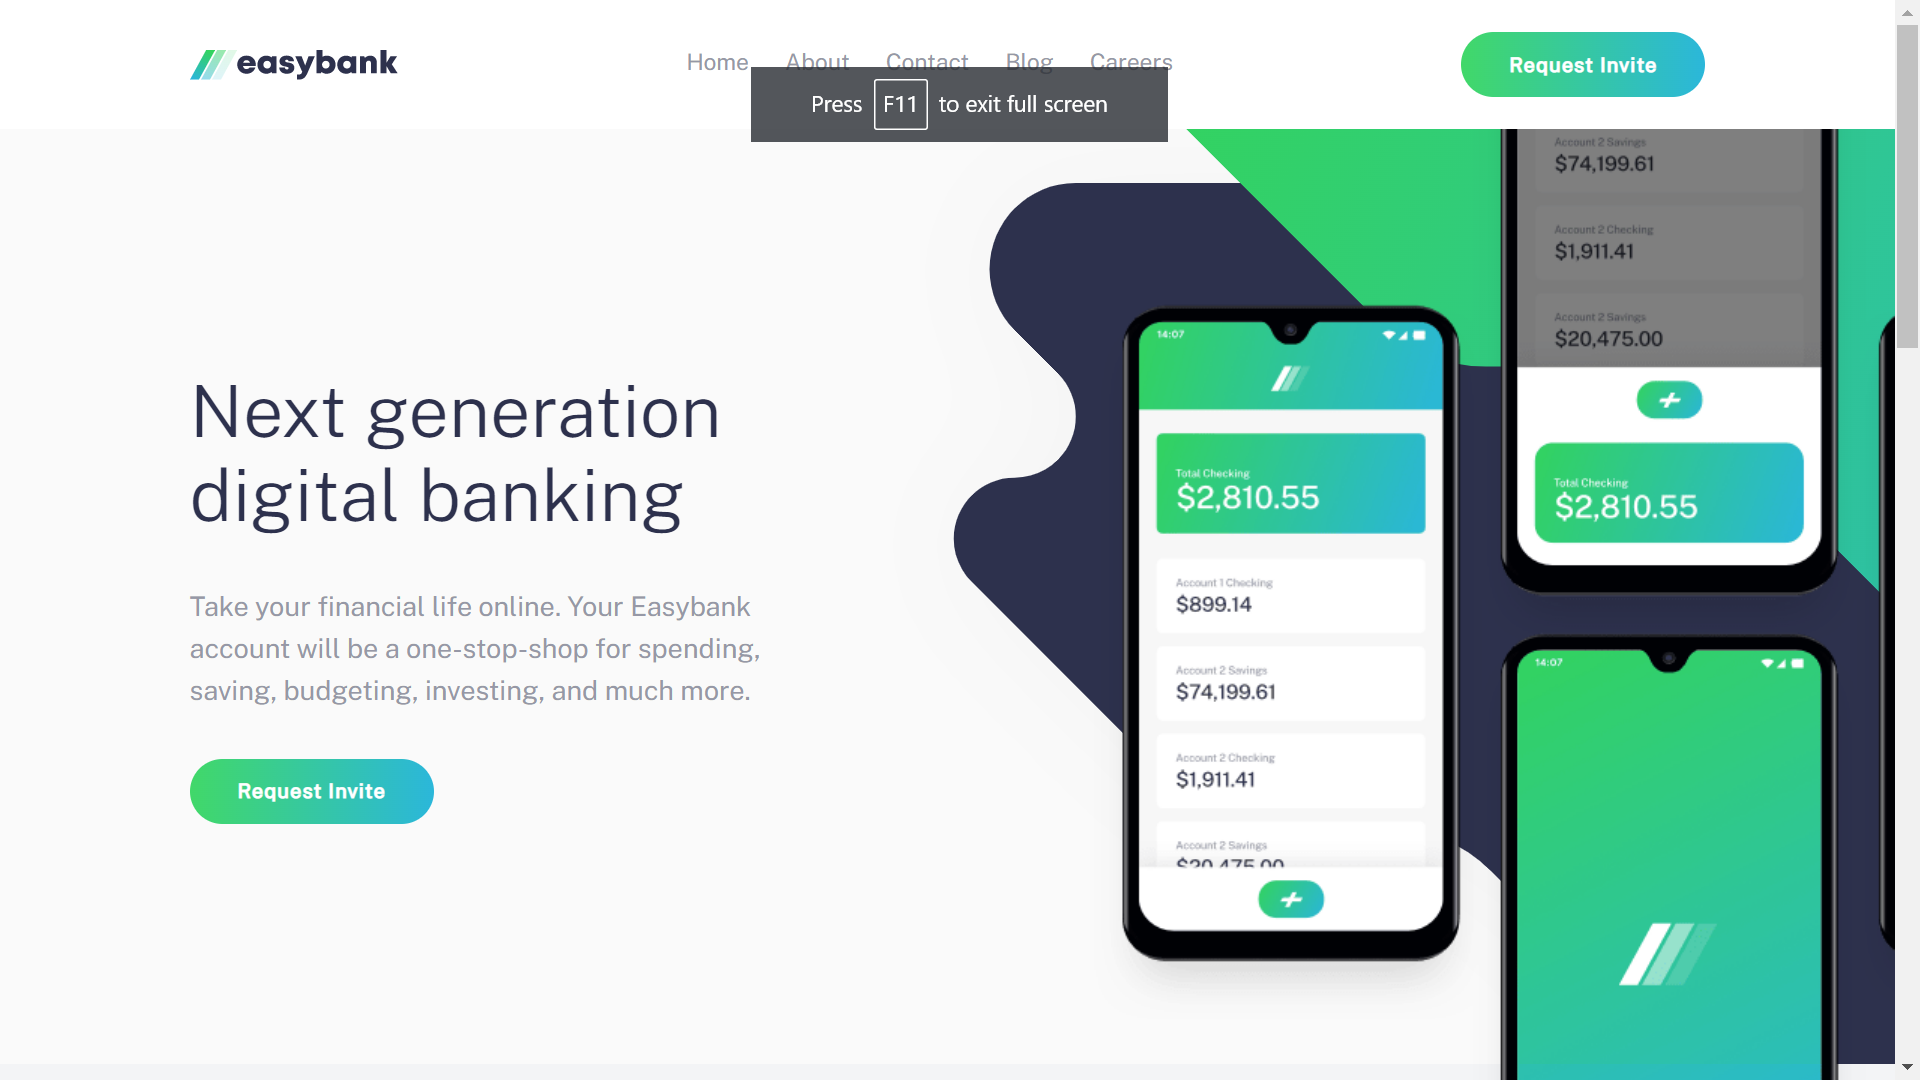 easybank
Home About Contact Blog Careers
Request Invite
Press F11 to exit full screen
Next generation
digital banking
Take your financial life online. Your Easybank
account will be a one-stop-shop for spending,
saving, budgeting, investing, and much more.
Request Invite
14:07
Total Checking
$2,810.55
Account 1 Checking
$899.14
Account 2 Savings
$74,199.61
Account 2 Checking
$1,911.41
Account 2 Savings
$20,475.00
Account 2 Savings
$74,199.61
Account 2 Checking
$1,911.41
Account 2 Savings
$20,475.00
Total Checking
$2,810.55
14:07